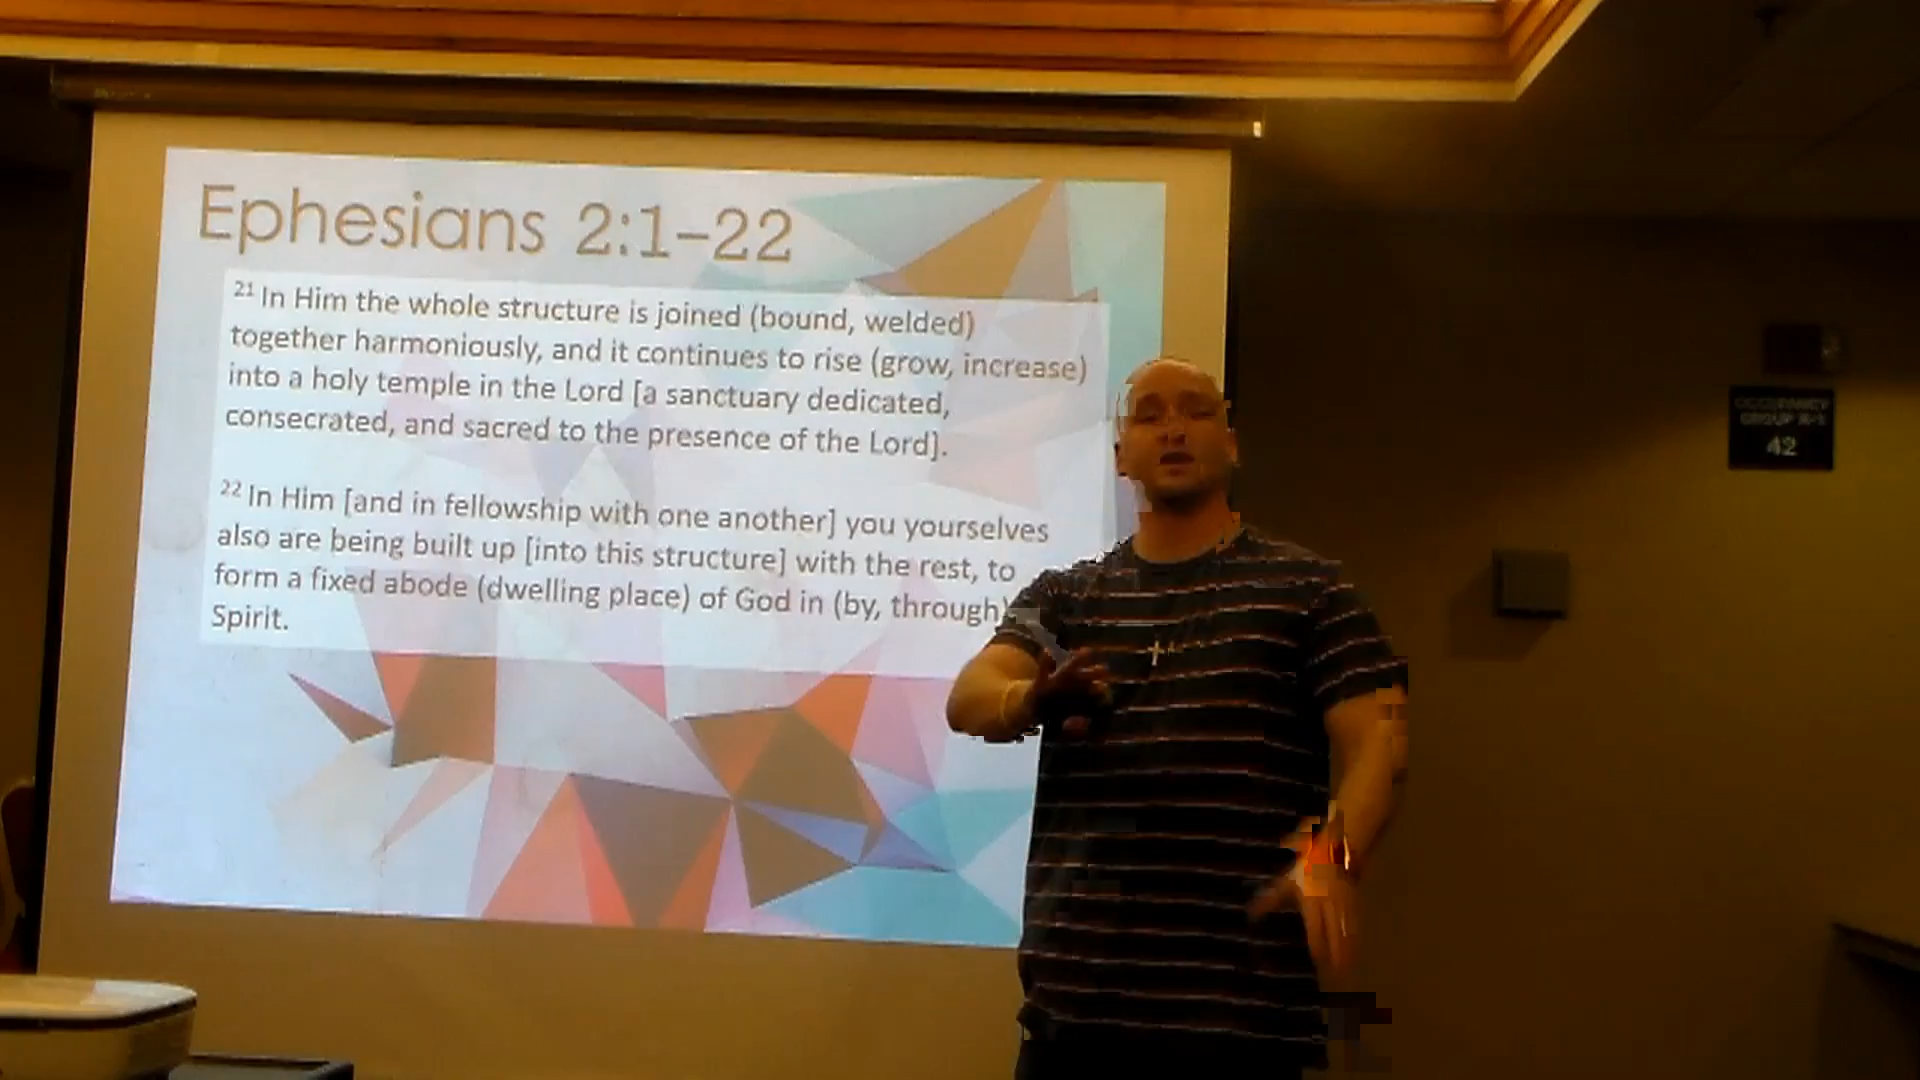 Ephesians 2:1–22
21 In Him the whole structure is joined (bound, welded)
together harmoniously, and it continues to rise (grow, increase)
into a holy temple in the Lord [a sanctuary dedicated,
consecrated, and sacred to the presence of the Lord].
22 In Him [and in fellowship with one another] you yourselves
also are being built up [into this structure] with the rest, to
form a fixed abode (dwelling place) of God in (by, through)
Spirit.
OCCUPANCY
GROUP
42